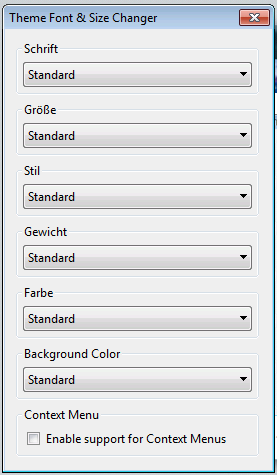 Theme Font & Size Changer
Schrift
Standard
Größe
Standard
Stil
Standard
Gewicht
Standard
Farbe
Standard
Background Color
Standard
Context Menu
Enable support for Context Menus